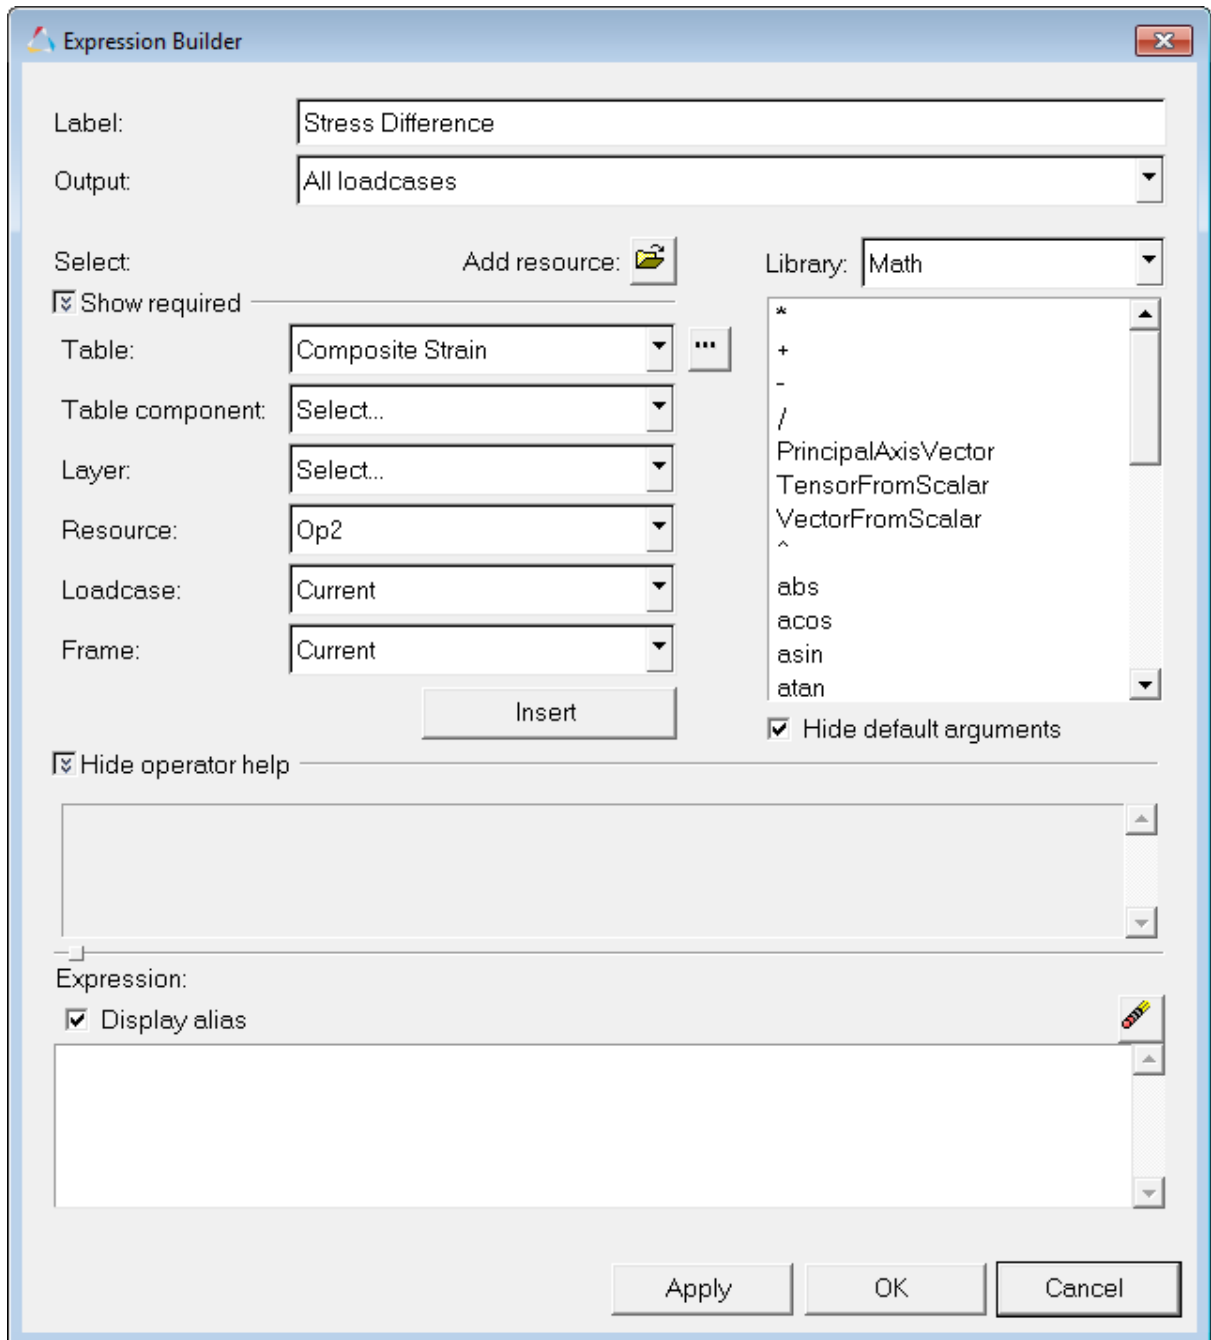 Expression Builder
Label: Stress Difference
Output: All loadcases
Select: Add resource: Library: Math
Show required
Table: Composite Strain ...
Table component: Select...
Layer: Select...
Resource: Op2
Loadcase: Current
Frame: Current
Insert
*
+
-
/
PrincipalAxisVector
TensorFromScalar
VectorFromScalar
^
abs
acos
asin
atan
Hide default arguments
Hide operator help
Expression:
Display alias
Apply OK Cancel